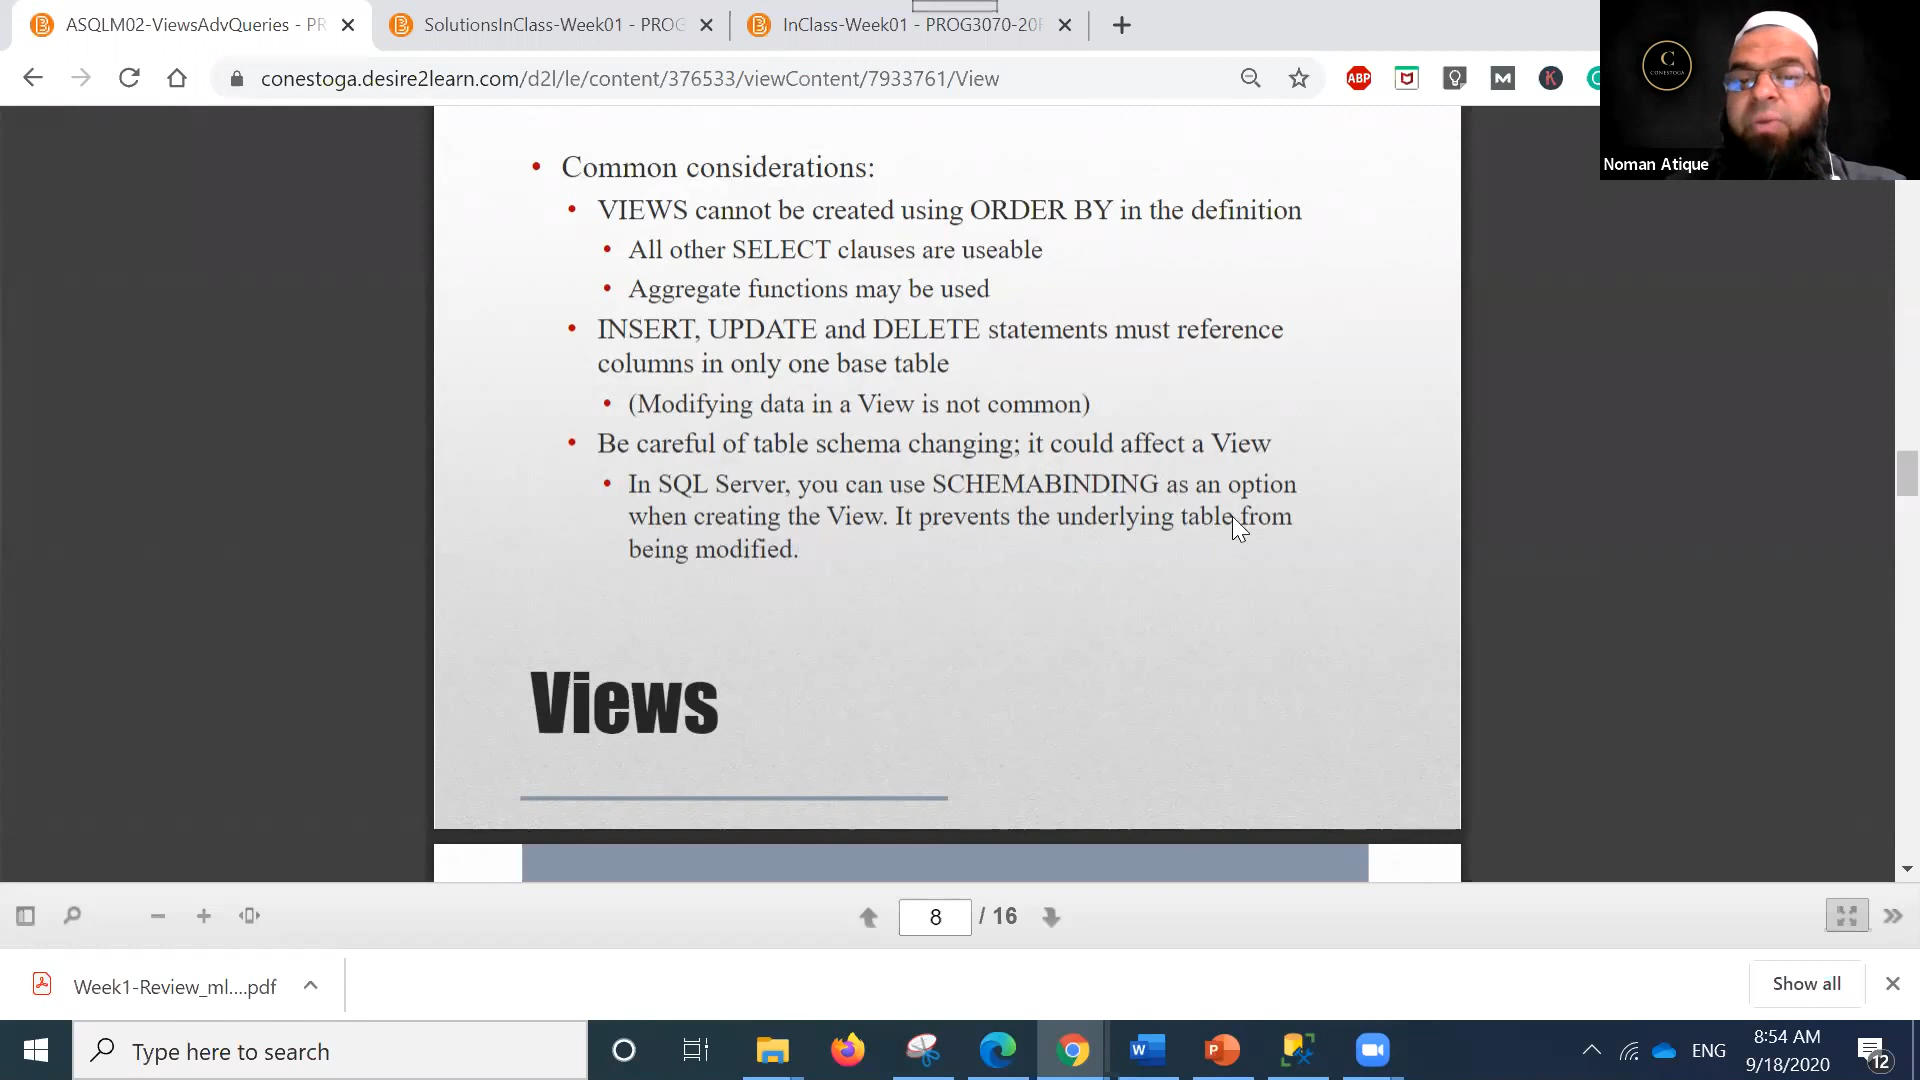 ASQLM02-ViewsAdvQueries - PR
SolutionsInClass-Week01 - PROG
InClass-Week01 - PROG3070-20F
conestoga.desire2learn.com/d2l/le/content/376533/viewContent/7933761/View
ABP
M
K
C
CONESTOGA
Noman Atique
Common considerations:
VIEWS cannot be created using ORDER BY in the definition
All other SELECT clauses are useable
Aggregate functions may be used
INSERT, UPDATE and DELETE statements must reference
columns in only one base table
(Modifying data in a View is not common)
Be careful of table schema changing; it could affect a View
In SQL Server, you can use SCHEMABINDING as an option
when creating the View. It prevents the underlying table from
being modified.
Views
8 / 16
Week1-Review_ml....pdf
Show all
Type here to search
ENG
8:54 AM
9/18/2020
12